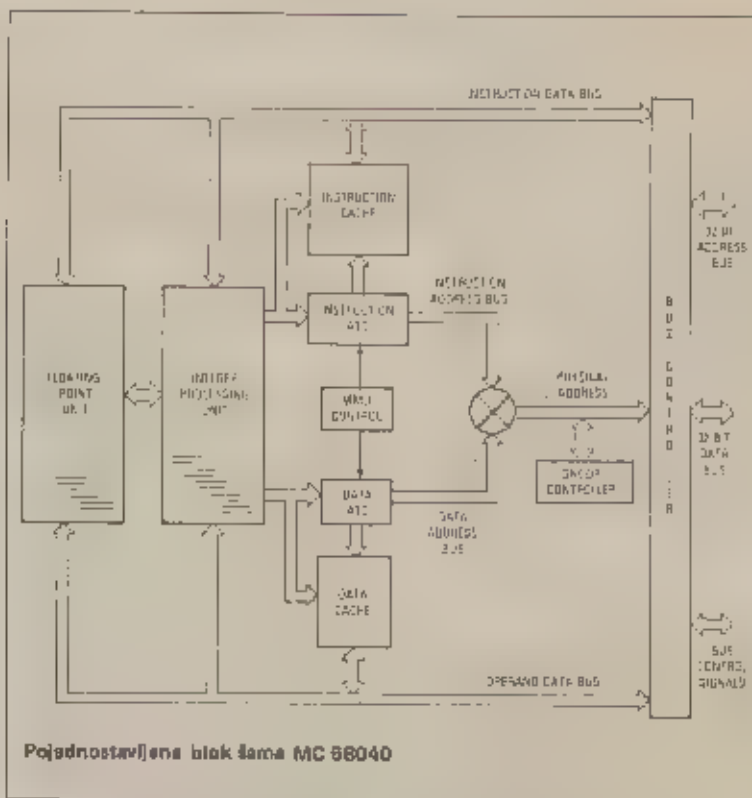 INSTRUCTION DATA BUS
INSTRUCTION
CACHE
32 BIT
ADDRESS
BUS
INSTRUCTION
ADDRESS BUS
INSTRUCTION
ATC
FLOATING
POINT
UNIT
INTEGER
PROCESSING
UNIT
MMU
CONTROL
PHYSICAL
ADDRESS
BUS CONTROLLER
32 BIT
DATA
BUS
SNOOP
CONTROLLER
DATA
ATC
DATA
ADDRESS
BUS
DATA
CACHE
BUS
CONTROL
SIGNALS
OPERAND DATA BUS
Pojednostavljena blok šema MC 68040